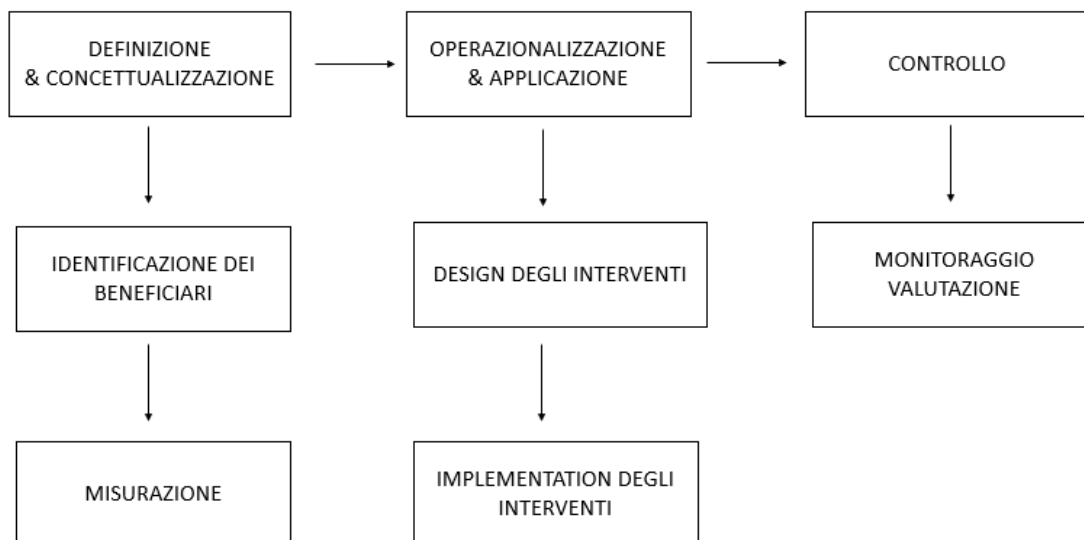 DEFINIZIONE
& CONCETTUALIZZAZIONE
OPERAZIONALIZZAZIONE
& APPLICAZIONE
CONTROLLO
IDENTIFICAZIONE DEI
BENEFICIARI
DESIGN DEGLI INTERVENTI
MONITORAGGIO
VALUTAZIONE
MISURAZIONE
IMPLEMENTATION DEGLI
INTERVENTI